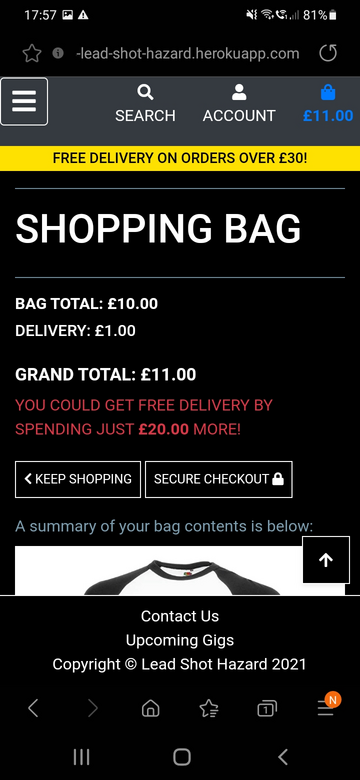 17:57 81%
-lead-shot-hazard.herokuapp.com
SEARCH ACCOUNT £11.00
FREE DELIVERY ON ORDERS OVER £30!
SHOPPING BAG
BAG TOTAL: £10.00
DELIVERY: £1.00
GRAND TOTAL: £11.00
YOU COULD GET FREE DELIVERY BY
SPENDING JUST £20.00 MORE!
KEEP SHOPPING SECURE CHECKOUT
A summary of your bag contents is below:
Contact Us
Upcoming Gigs
Copyright © Lead Shot Hazard 2021
1 N